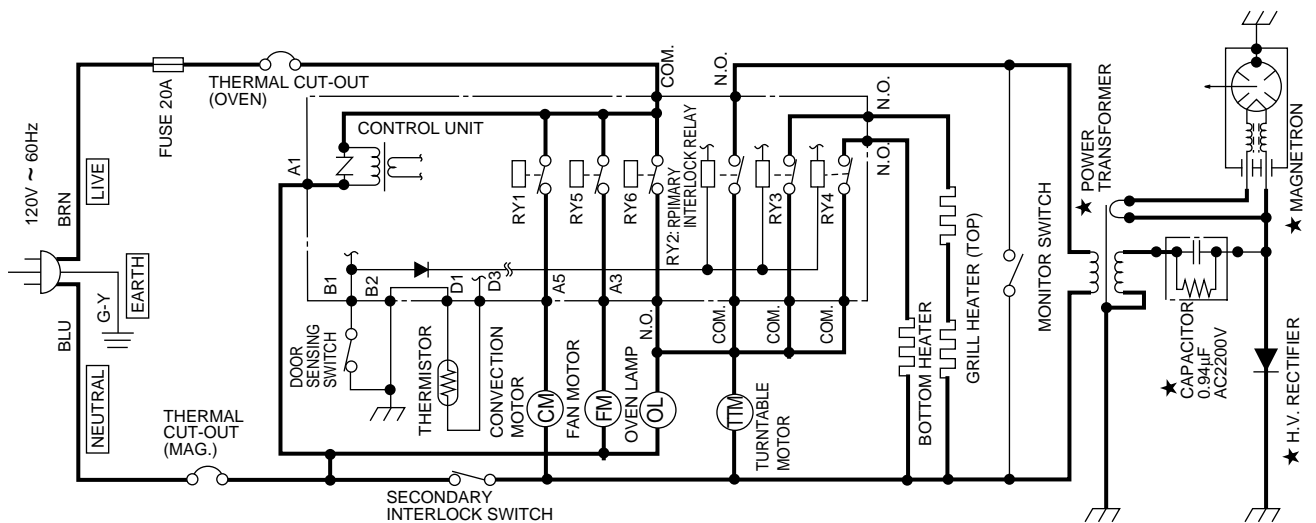 120V ~ 60Hz
BRN
LIVE
G-Y
EARTH
BLU
NEUTRAL
FUSE 20A
THERMAL CUT-OUT
(OVEN)
THERMAL
CUT-OUT
(MAG.)
A1
CONTROL UNIT
COM.
N.O.
N.O.
N.O.
RY1
RY5
RY6
RY2: RPIMARY
INTERLOCK RELAY
RY3
RY4
B1
B2
D1
D3
A5
A3
N.O.
COM.
COM.
COM.
DOOR
SENSING
SWITCH
THERMISTOR
CONVECTION
MOTOR
CM
FAN MOTOR
FM
OVEN LAMP
OL
TURNTABLE
MOTOR
TTM
BOTTOM HEATER
GRILL HEATER (TOP)
SECONDARY
INTERLOCK SWITCH
MONITOR SWITCH
★ POWER
TRANSFORMER
★ MAGNETRON
★ CAPACITOR
0.94µF
AC2200V
★ H.V. RECTIFIER